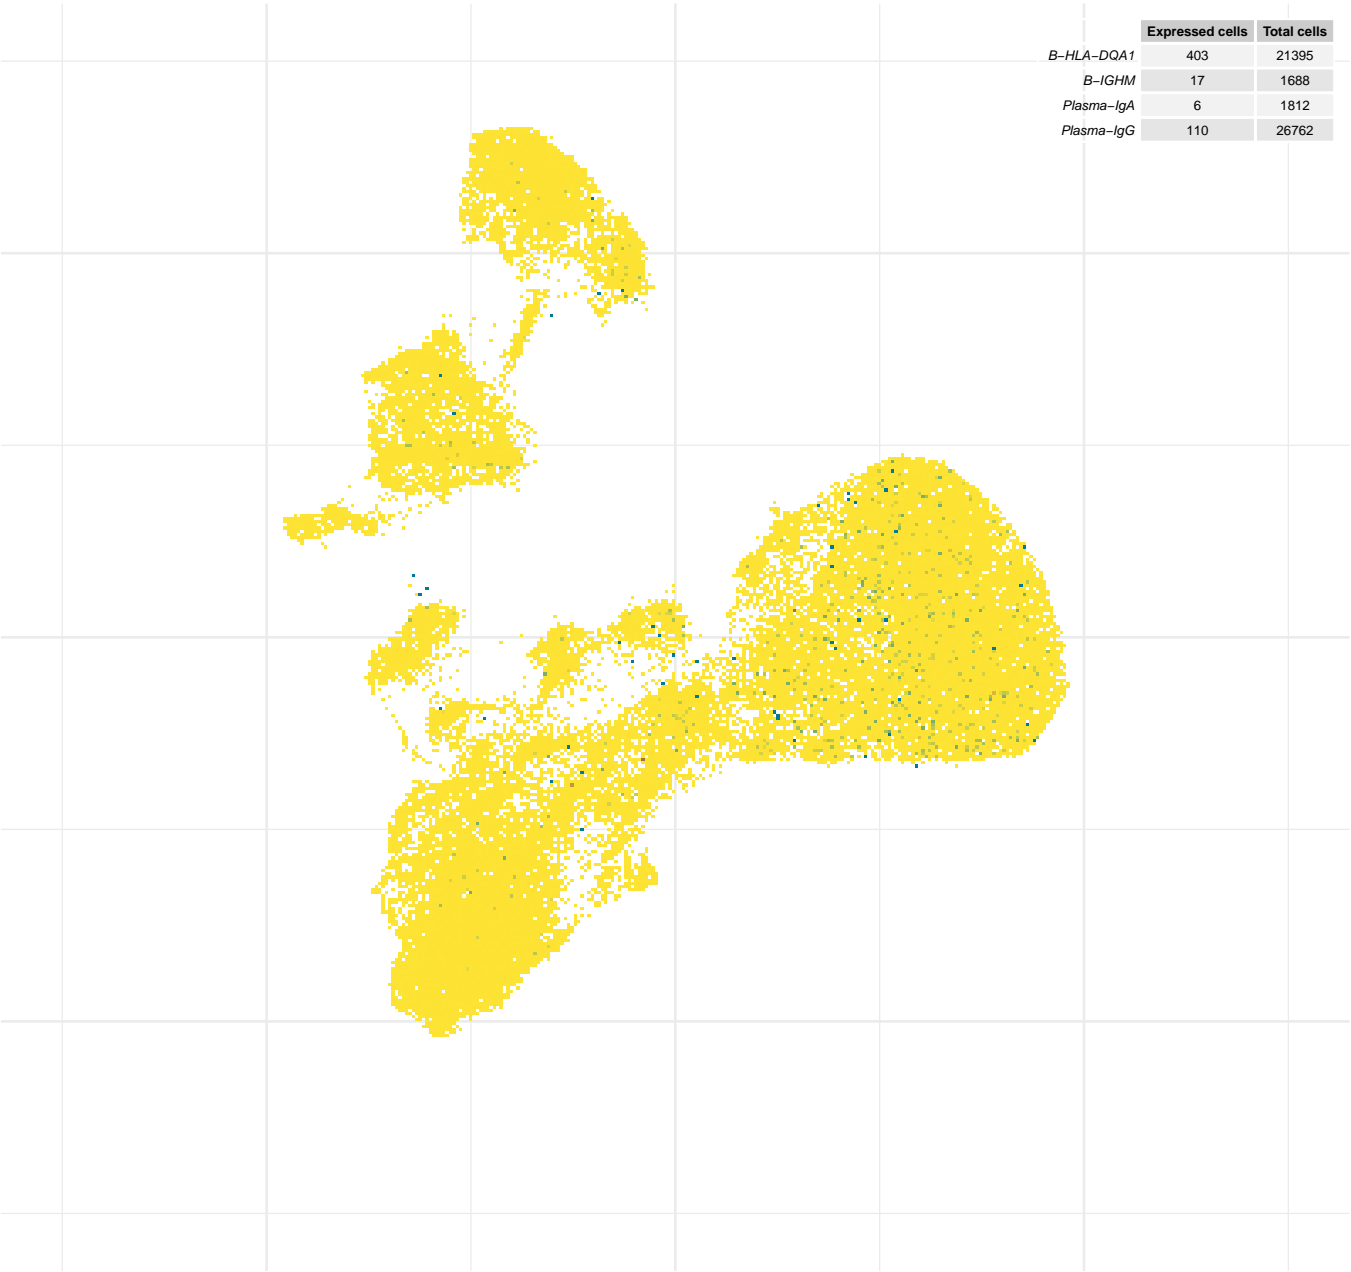 Expressed cells Total cells
B−HLA−DQA1 403 21395
B−IGHM 17 1688
Plasma−IgA 6 1812
Plasma−IgG 110 26762